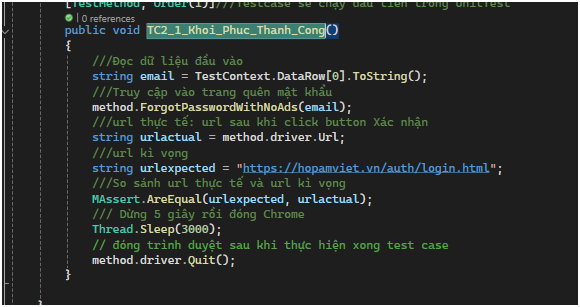 [TestMethod, Order(1)]///Testcase sẽ chạy đầu tiên trong UnitTest
0 references
public void TC2_1_Khoi_Phuc_Thanh_Cong()
{
///Đọc dữ liệu đầu vào
string email = TestContext.DataRow[0].ToString();
///Truy cập vào trang quên mật khẩu
method.ForgotPasswordWithNoAds(email);
///url thực tế: url sau khi click button Xác nhận
string urlactual = method.driver.Url;
///url kì vọng
string urlexpected = "https://hopamviet.vn/auth/login.html";
///So sánh url thực tế và url kì vọng
MAssert.AreEqual(urlexpected, urlactual);
/// Dừng 5 giây rồi đóng Chrome
Thread.Sleep(3000);
// đóng trình duyệt sau khi thực hiện xong test case
method.driver.Quit();
}